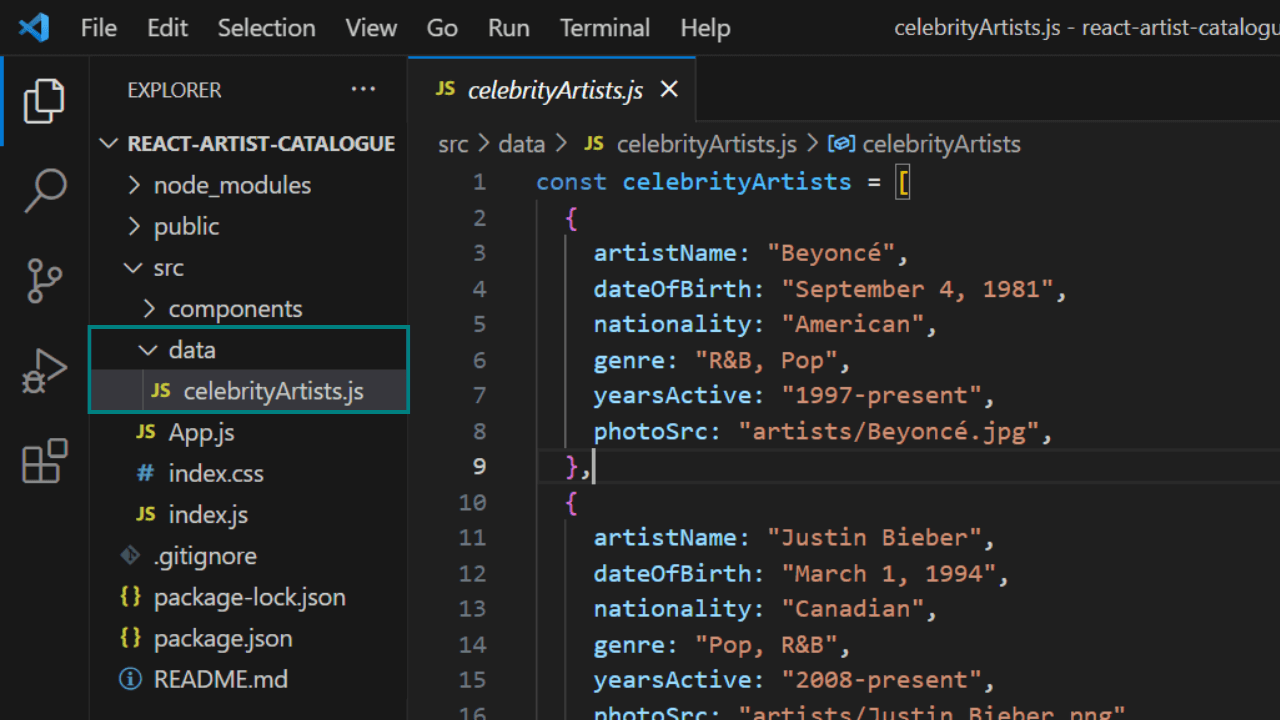 File Edit Selection View Go Run Terminal Help celebrityArtists.js - react-artist-catalogu
EXPLORER ...
REACT-ARTIST-CATALOGUE
node_modules
public
src
components
data
JS celebrityArtists.js
JS App.js
# index.css
JS index.js
.gitignore
{} package-lock.json
{} package.json
README.md
JS celebrityArtists.js
src > data > JS celebrityArtists.js > celebrityArtists
1 const celebrityArtists = [
2 {
3 artistName: "Beyoncé",
4 dateOfBirth: "September 4, 1981",
5 nationality: "American",
6 genre: "R&B, Pop",
7 yearsActive: "1997-present",
8 photoSrc: "artists/Beyoncé.jpg",
9 },
10 {
11 artistName: "Justin Bieber",
12 dateOfBirth: "March 1, 1994",
13 nationality: "Canadian",
14 genre: "Pop, R&B",
15 yearsActive: "2008-present",
16 photoSrc: "artists/Justin Bieber.png"